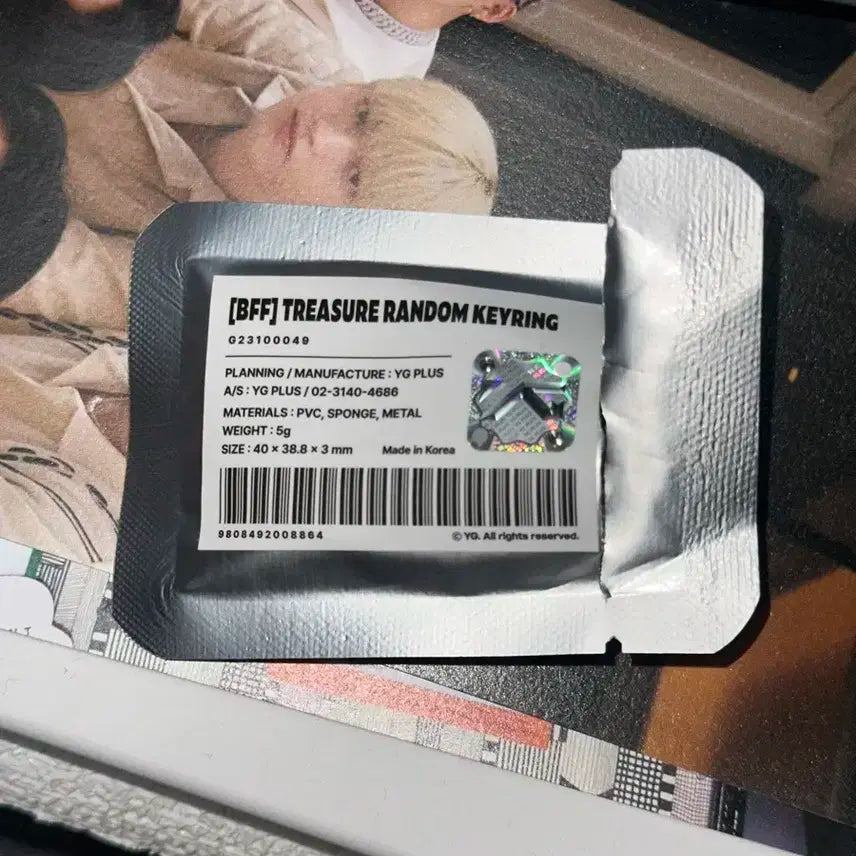 [BFF] TREASURE RANDOM KEYRING
G23100049
PLANNING / MANUFACTURE : YG PLUS
A/S : YG PLUS / 02-3140-4686
MATERIALS : PVC, SPONGE, METAL
WEIGHT : 5g
SIZE : 40 × 38.8 × 3 mm Made in Korea
9808492008864 © YG. All rights reserved.